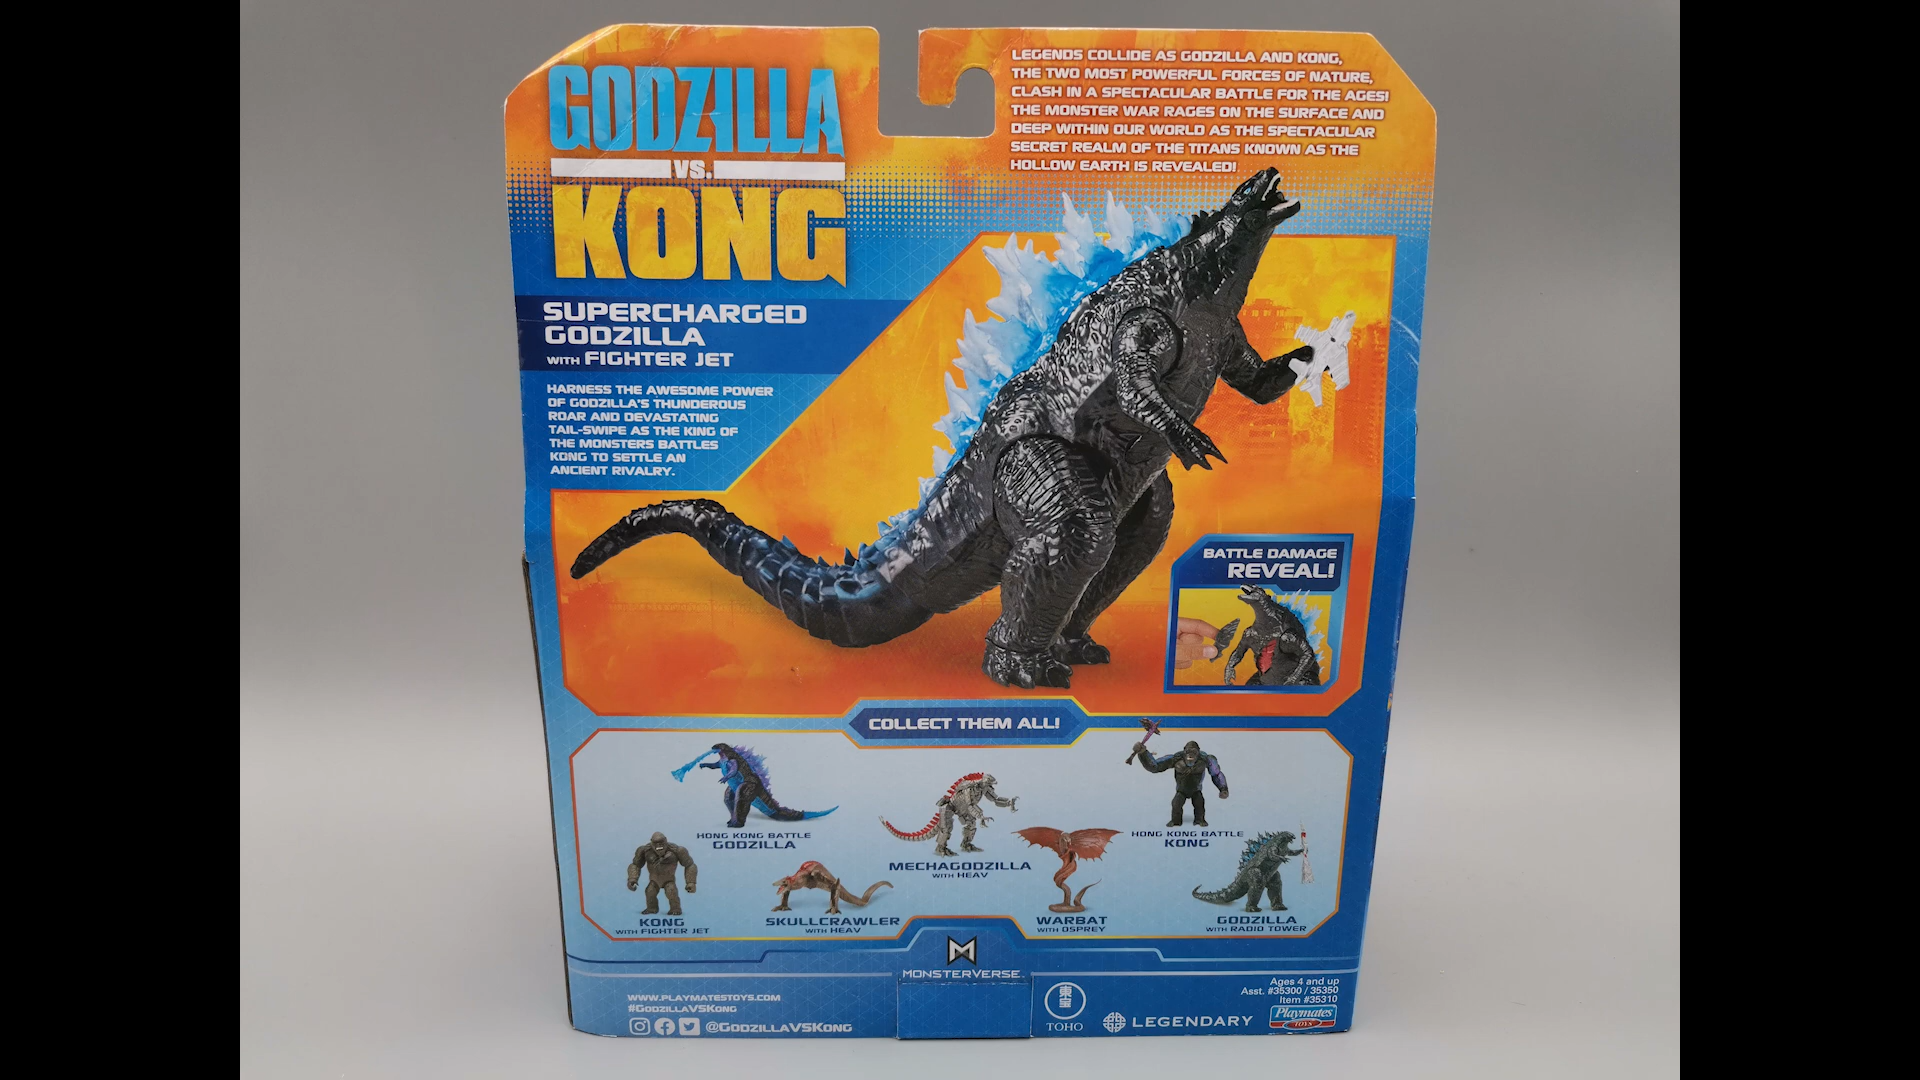 GODZILLA
VS.
KONG
LEGENDS COLLIDE AS GODZILLA AND KONG,
THE TWO MOST POWERFUL FORCES OF NATURE,
CLASH IN A SPECTACULAR BATTLE FOR THE AGES!
THE MONSTER WAR RAGES ON THE SURFACE AND
DEEP WITHIN OUR WORLD AS THE SPECTACULAR
SECRET REALM OF THE TITANS KNOWN AS THE
HOLLOW EARTH IS REVEALED!
SUPERCHARGED
GODZILLA
WITH FIGHTER JET
HARNESS THE AWESOME POWER
OF GODZILLA'S THUNDEROUS
ROAR AND DEVASTATING
TAIL-SWIPE AS THE KING OF
THE MONSTERS BATTLES
KONG TO SETTLE AN
ANCIENT RIVALRY.
BATTLE DAMAGE
REVEAL!
COLLECT THEM ALL!
HONG KONG BATTLE
GODZILLA
MECHAGODZILLA
WITH HEAV
HONG KONG BATTLE
KONG
KONG
WITH FIGHTER JET
SKULLCRAWLER
WITH HEAV
WARBAT
WITH OSPREY
GODZILLA
WITH RADIO TOWER
M
MONSTERVERSE™
WWW.PLAYMATESTOYS.COM
#GODZILLAVSKONG
@GODZILLAVSKONG
東宝
TOHO
LEGENDARY
Ages 4 and up
Asst. #35300 / 35350
Item #35310
Playmates
TOYS